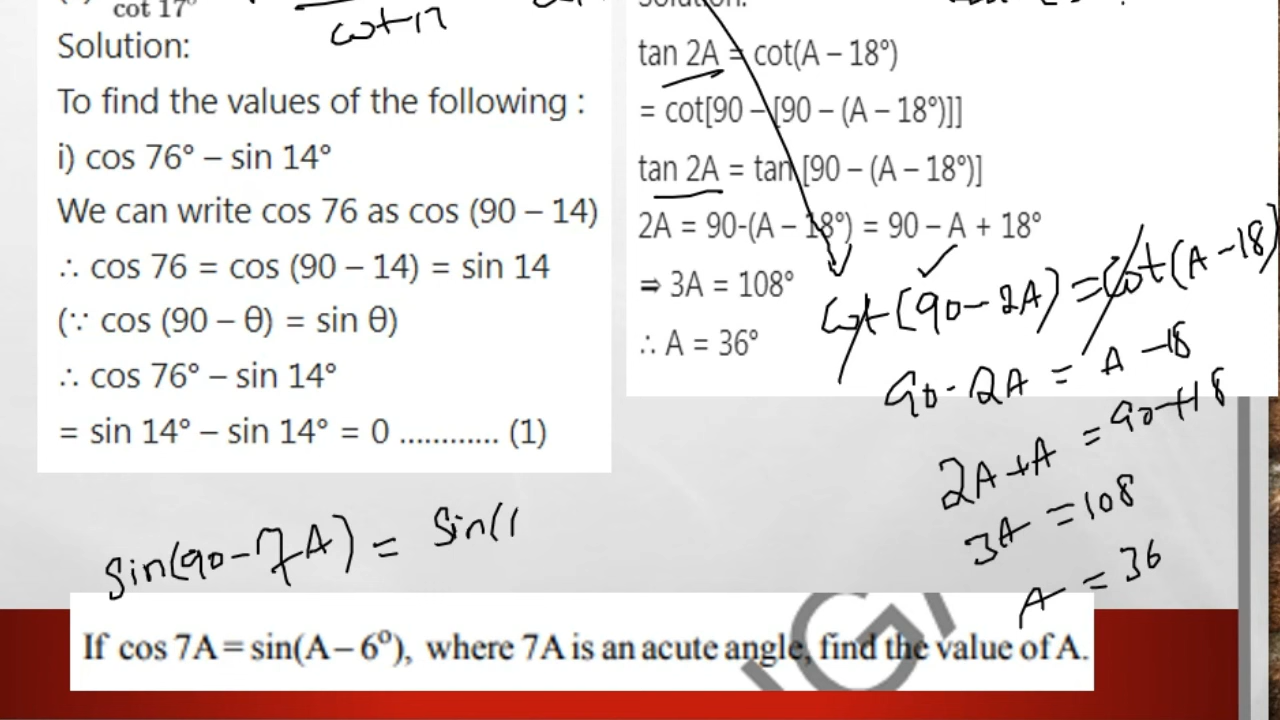 cot 17°
cot 17
Solution:
To find the values of the following :
i) cos 76° – sin 14°
We can write cos 76 as cos (90 – 14)
∴ cos 76 = cos (90 – 14) = sin 14
(∵ cos (90 – θ) = sin θ)
∴ cos 76° – sin 14°
= sin 14° – sin 14° = 0 ............ (1)
tan 2A = cot(A – 18°)
= cot[90 – [90 – (A – 18°)]]
tan 2A = tan [90 – (A – 18°)]
2A = 90-(A – 18°) = 90 – A + 18°
⇒ 3A = 108°
∴ A = 36°
cot (90-2A) = cot (A-18)
90-2A = A-18
2A+A = 90+18
3A = 108
A = 36
sin(90-7A) = sin(
If cos 7A = sin(A – 6°), where 7A is an acute angle, find the value of A.